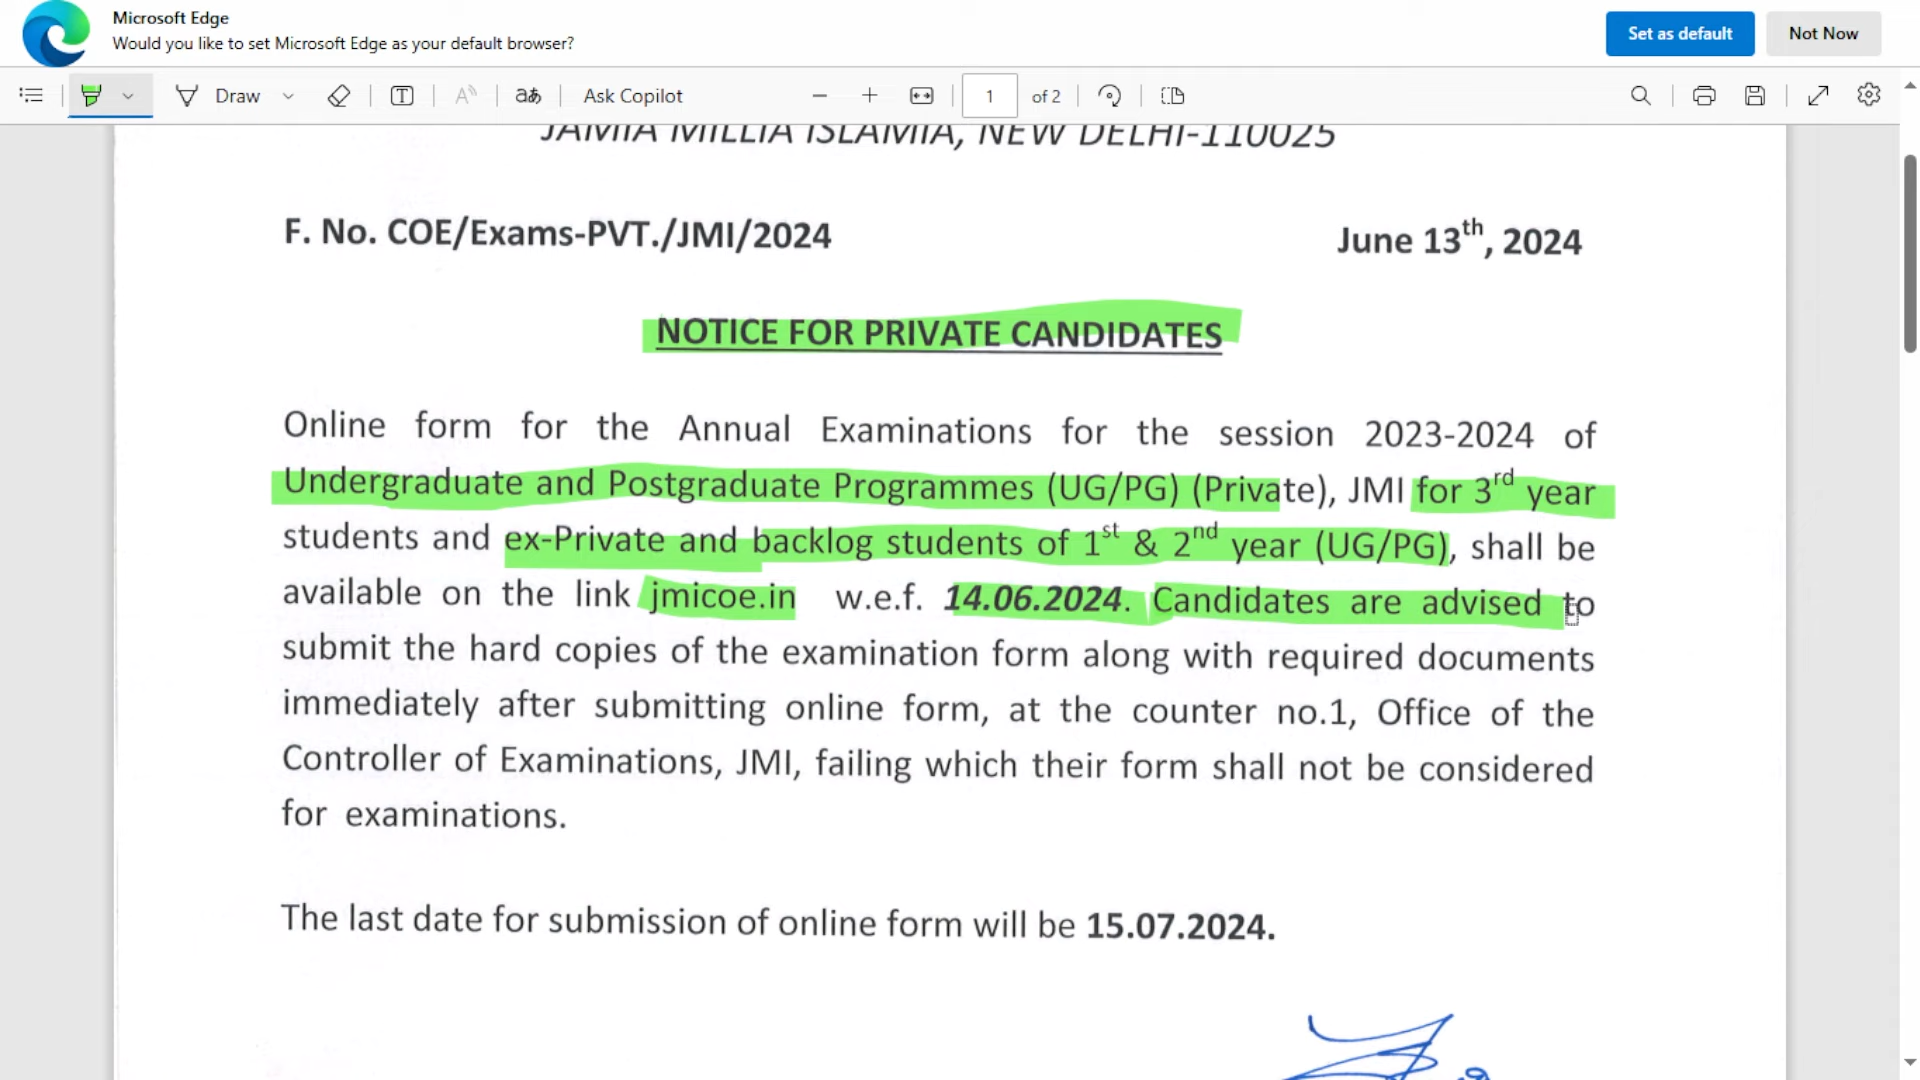 Microsoft Edge
Would you like to set Microsoft Edge as your default browser?
Set as default
Not Now
Draw
Ask Copilot
1
of 2
JAMIA MILLIA ISLAMIA, NEW DELHI-110025
F. No. COE/Exams-PVT./JMI/2024
June 13th, 2024
NOTICE FOR PRIVATE CANDIDATES
Online form for the Annual Examinations for the session 2023-2024 of
Undergraduate and Postgraduate Programmes (UG/PG) (Private), JMI for 3rd year
students and ex-Private and backlog students of 1st & 2nd year (UG/PG), shall be
available on the link jmicoe.in w.e.f. 14.06.2024. Candidates are advised to
submit the hard copies of the examination form along with required documents
immediately after submitting online form, at the counter no.1, Office of the
Controller of Examinations, JMI, failing which their form shall not be considered
for examinations.
The last date for submission of online form will be 15.07.2024.